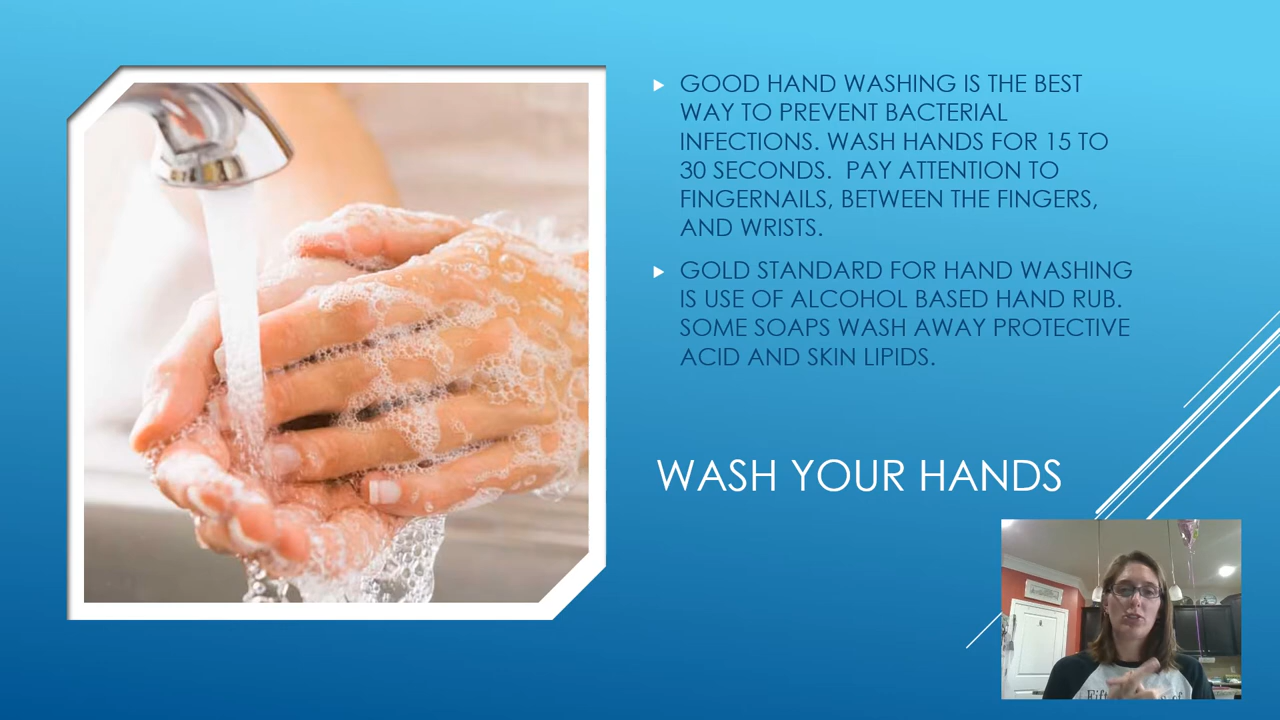 GOOD HAND WASHING IS THE BEST
WAY TO PREVENT BACTERIAL
INFECTIONS. WASH HANDS FOR 15 TO
30 SECONDS.  PAY ATTENTION TO
FINGERNAILS, BETWEEN THE FINGERS,
AND WRISTS.
GOLD STANDARD FOR HAND WASHING
IS USE OF ALCOHOL BASED HAND RUB.
SOME SOAPS WASH AWAY PROTECTIVE
ACID AND SKIN LIPIDS.
WASH YOUR HANDS